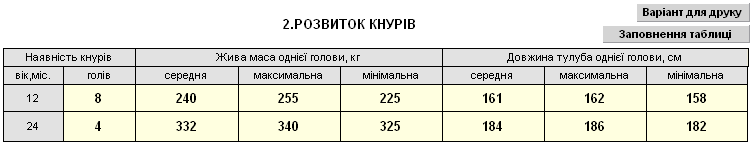 2.РОЗВИТОК КНУРІВ
Варіант для друку
Заповнення таблиці
Наявність кнурів Жива маса однієї голови, кг Довжина тулуба однієї голови, см
вік,міс. голів середня максимальна мінімальна середня максимальна мінімальна
12 8 240 255 225 161 162 158
24 4 332 340 325 184 186 182